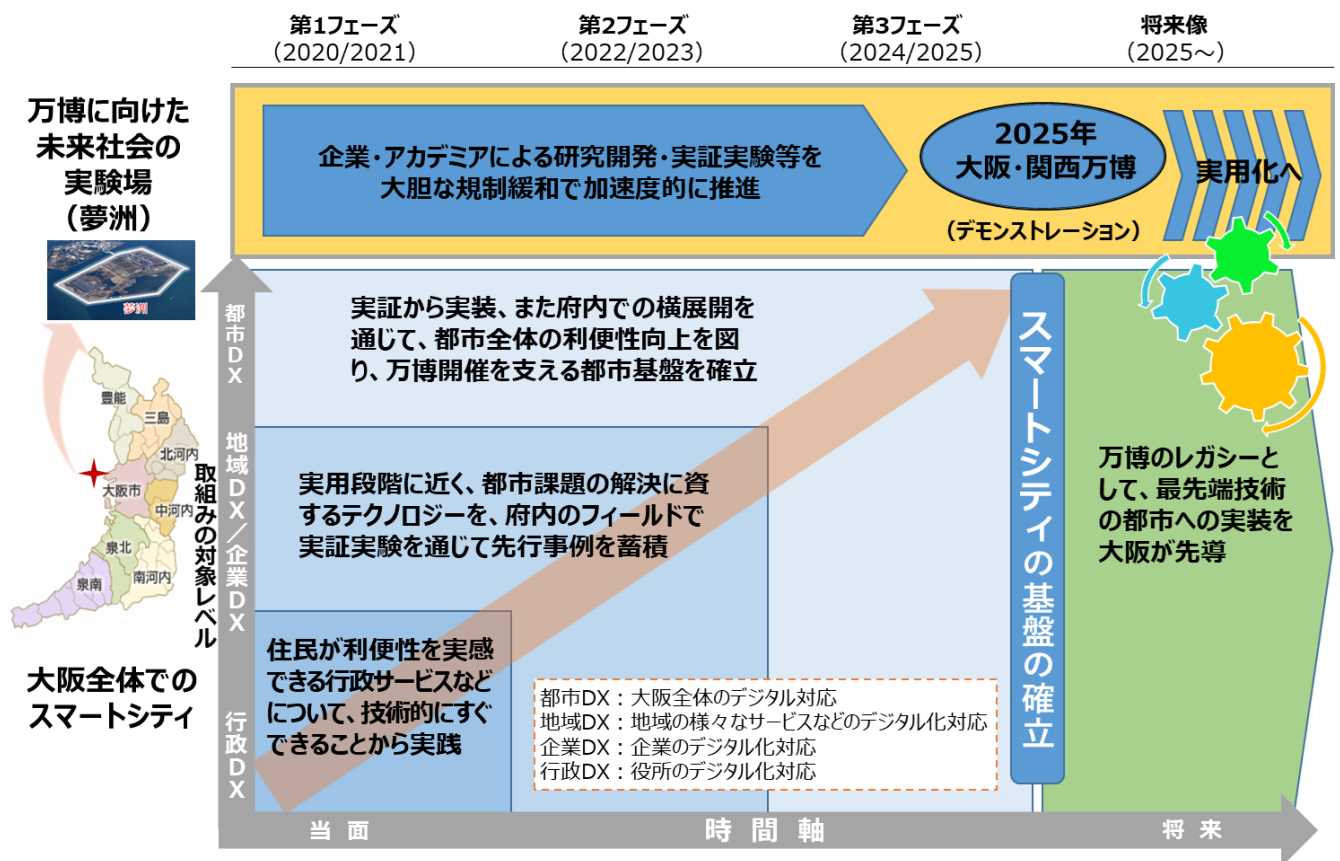 第1フェーズ
(2020/2021)
第2フェーズ
(2022/2023)
第3フェーズ
(2024/2025)
将来像
(2025~)
万博に向けた
未来社会の
実験場
(夢洲)
夢洲
企業・アカデミアによる研究開発・実証実験等を
大胆な規制緩和で加速度的に推進
2025年
大阪・関西万博
(デモンストレーション)
実用化へ
都市DX
実証から実装、また府内での横展開を
通じて、都市全体の利便性向上を図
り、万博開催を支える都市基盤を確立
地域DX/企業DX
実用段階に近く、都市課題の解決に資
するテクノロジーを、府内のフィールドで
実証実験を通じて先行事例を蓄積
行政DX
住民が利便性を実感
できる行政サービスなど
について、技術的にすぐ
できることから実践
取組みの対象レベル
豊能
三島
北河内
大阪市
中河内
泉北
南河内
泉南
大阪全体での
スマートシティ
都市DX:大阪全体のデジタル対応
地域DX:地域の様々なサービスなどのデジタル化対応
企業DX:企業のデジタル化対応
行政DX:役所のデジタル化対応
スマートシティの基盤の確立
万博のレガシーと
して、最先端技術
の都市への実装を
大阪が先導
当面
時間軸
将来